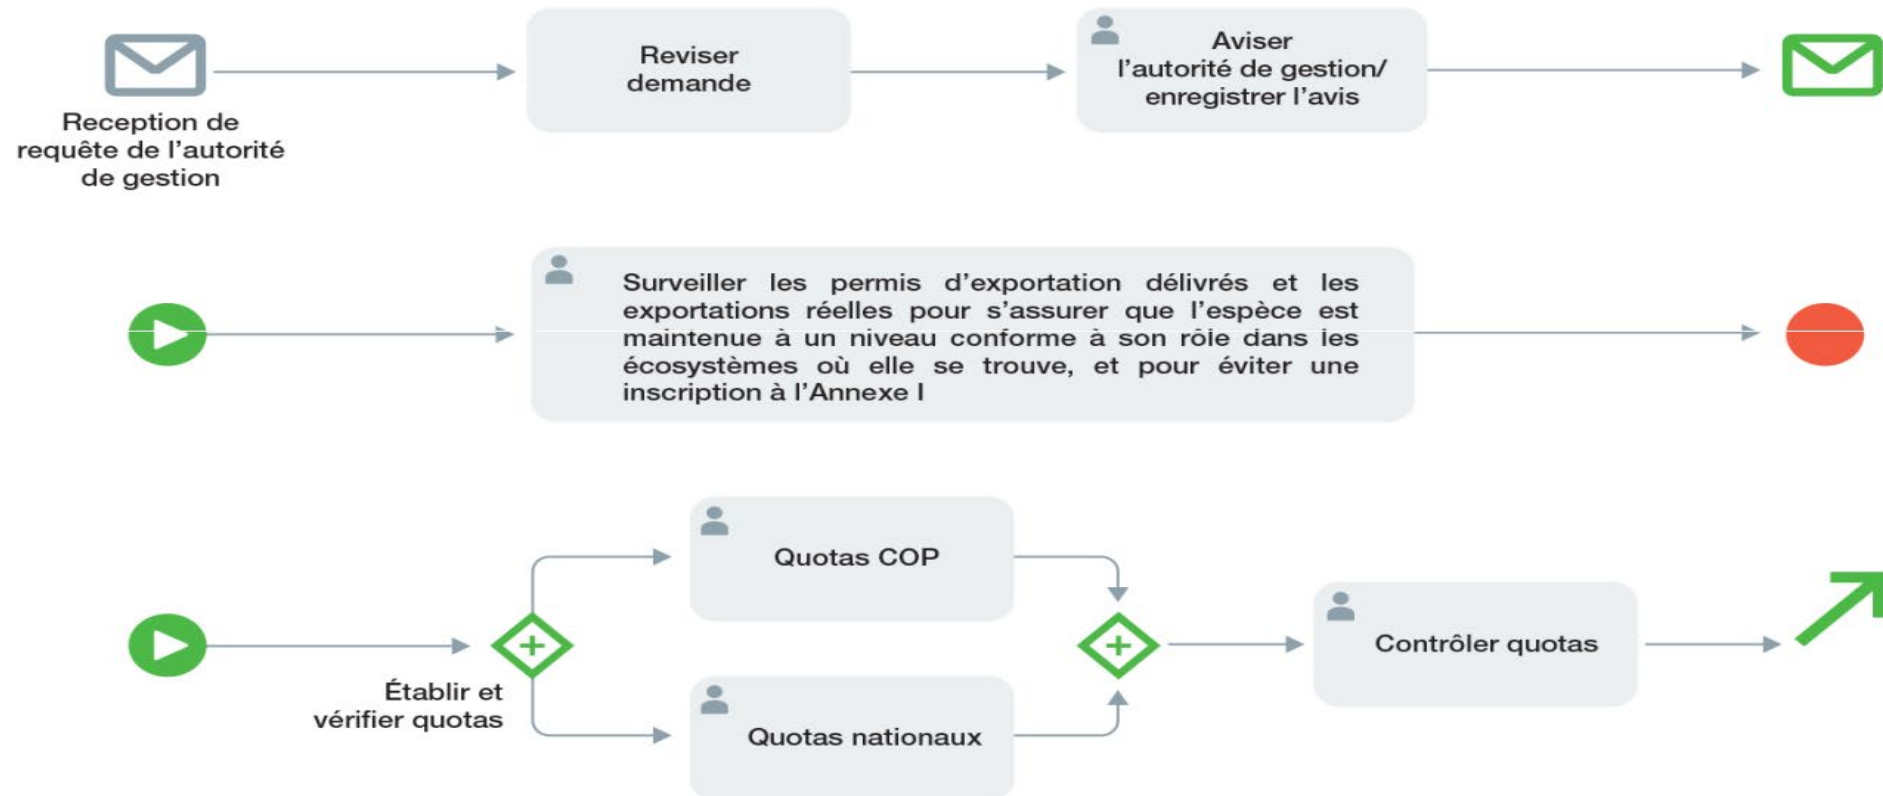 Reviser
demande
Aviser
l'autorité de gestion/
enregistrer l'avis
Reception de
requête de l'autorité
de gestion
Surveiller les permis d'exportation délivrés et les
exportations réelles pour s'assurer que l'espèce est
maintenue à un niveau conforme à son rôle dans les
écosystèmes où elle se trouve, et pour éviter une
inscription à l'Annexe I
Établir et
vérifier quotas
Quotas COP
Quotas nationaux
Contrôler quotas